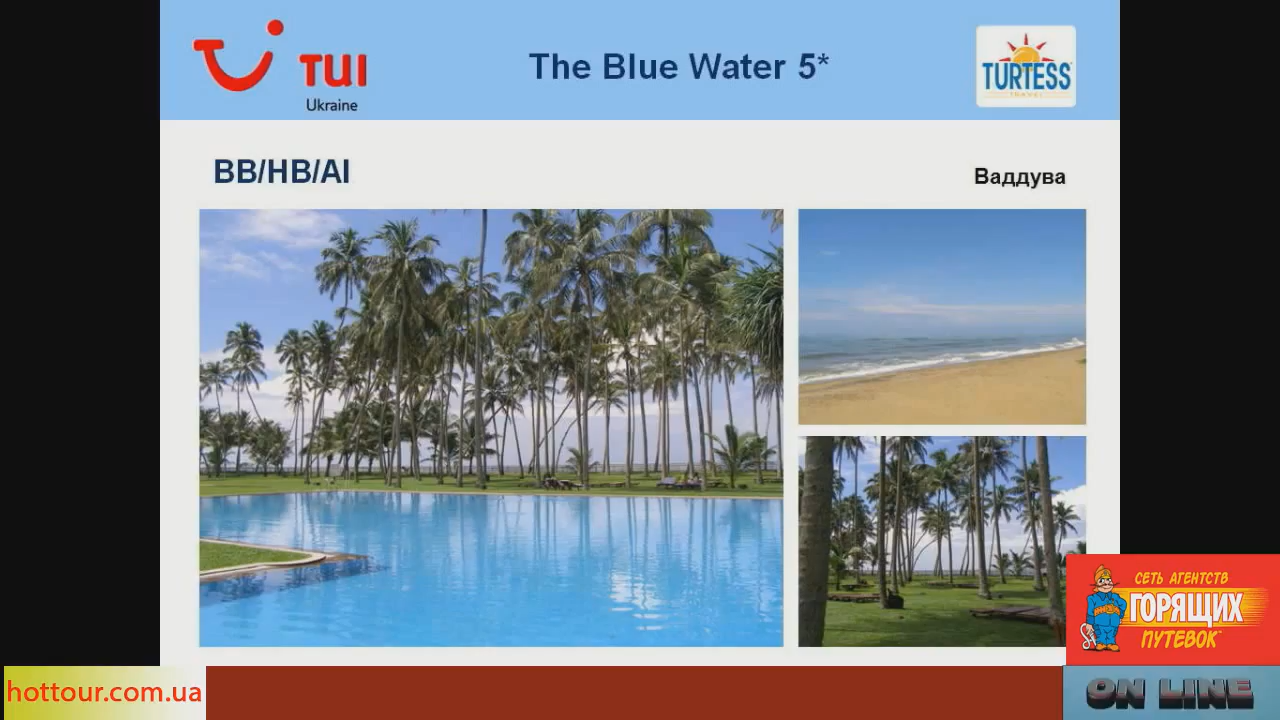 TUI
Ukraine
The Blue Water 5*
TURTESS
TRAVEL
BB/HB/AI
Ваддува
СЕТЬ АГЕНТСТВ
ГОРЯЩИХ
ПУТЕВОК
hottour.com.ua
ON LINE